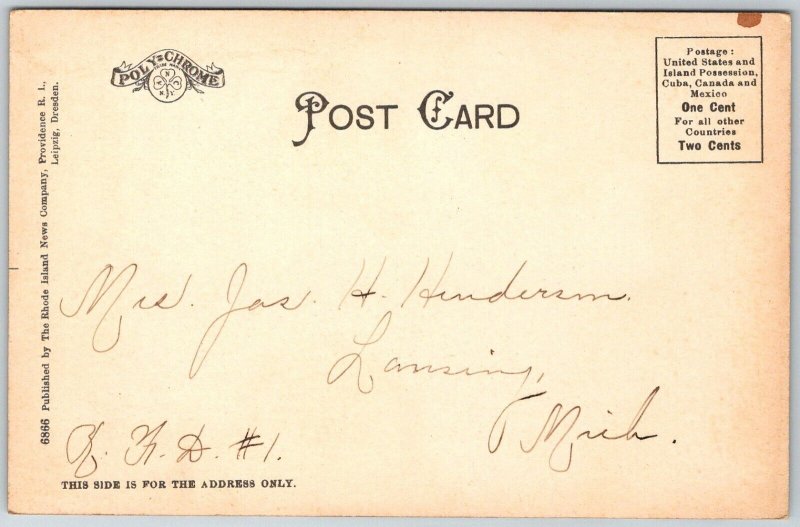 POLY-CHROME
TRADE MARK
A N C
N.Y.
POST CARD
Postage:
United States and
Island Possession,
Cuba, Canada and
Mexico
One Cent
For all other
Countries
Two Cents
6866 Published by The Rhode Island News Company, Providence R. I.,
Leipzig, Dresden.
Mrs. Jas. H. Henderson.
Lansing,
Mich.
R. F. D. #1.
THIS SIDE IS FOR THE ADDRESS ONLY.